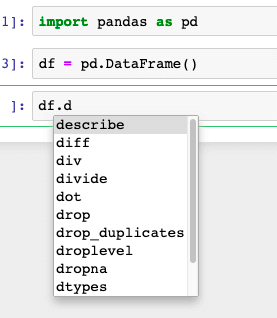 1]: import pandas as pd
3]: df = pd.DataFrame()
]: df.d
describe
diff
div
divide
dot
drop
drop_duplicates
droplevel
dropna
dtypes